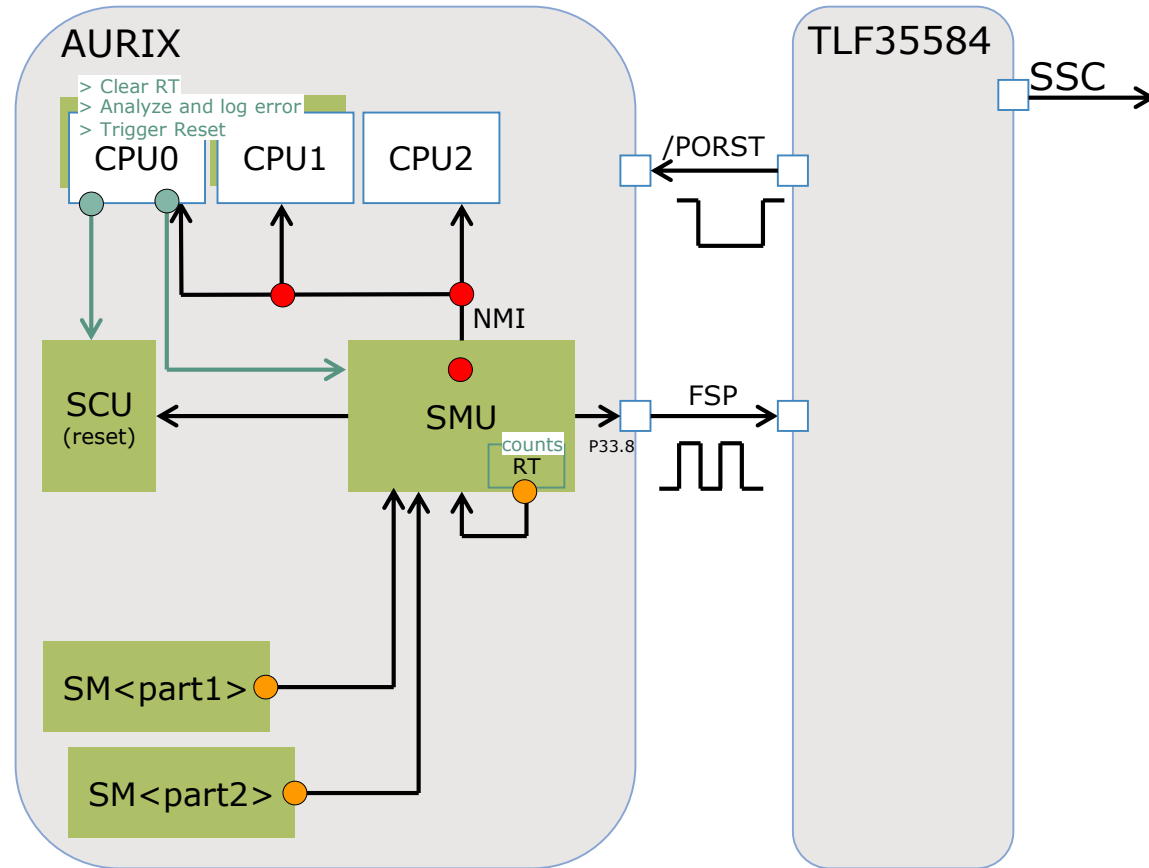 AURIX
TLF35584
> Clear RT
> Analyze and log error
> Trigger Reset
SSC
CPU0
CPU1
CPU2
/PORST
NMI
SCU
(reset)
SMU
FSP
P33.8
counts
RT
SM<part1>
SM<part2>